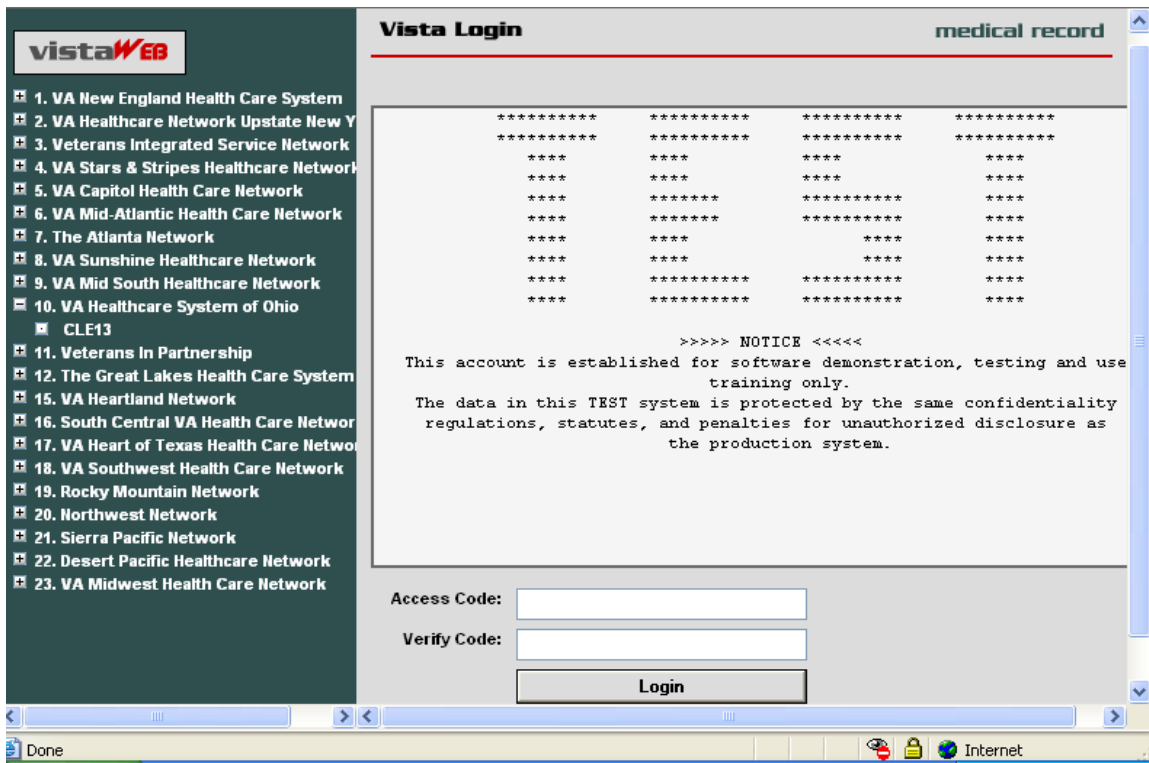 vistaWEB
1. VA New England Health Care System
2. VA Healthcare Network Upstate New Y
3. Veterans Integrated Service Network
4. VA Stars & Stripes Healthcare Network
5. VA Capitol Health Care Network
6. VA Mid-Atlantic Health Care Network
7. The Atlanta Network
8. VA Sunshine Healthcare Network
9. VA Mid South Healthcare Network
10. VA Healthcare System of Ohio
CLE13
11. Veterans In Partnership
12. The Great Lakes Health Care System
15. VA Heartland Network
16. South Central VA Health Care Networ
17. VA Heart of Texas Health Care Networ
18. VA Southwest Health Care Network
19. Rocky Mountain Network
20. Northwest Network
21. Sierra Pacific Network
22. Desert Pacific Healthcare Network
23. VA Midwest Health Care Network
Vista Login
medical record
********** ********** ********** **********
********** ********** ********** **********
**** **** **** ****
**** **** **** ****
**** ******* ********** ****
**** ******* ********** ****
**** **** **** ****
**** **** **** ****
**** ********** ********** ****
**** ********** ********** ****
>>>>> NOTICE <<<<<
This account is established for software demonstration, testing and use
training only.
The data in this TEST system is protected by the same confidentiality
regulations, statutes, and penalties for unauthorized disclosure as
the production system.
Access Code:
Verify Code:
Login
Done
Internet